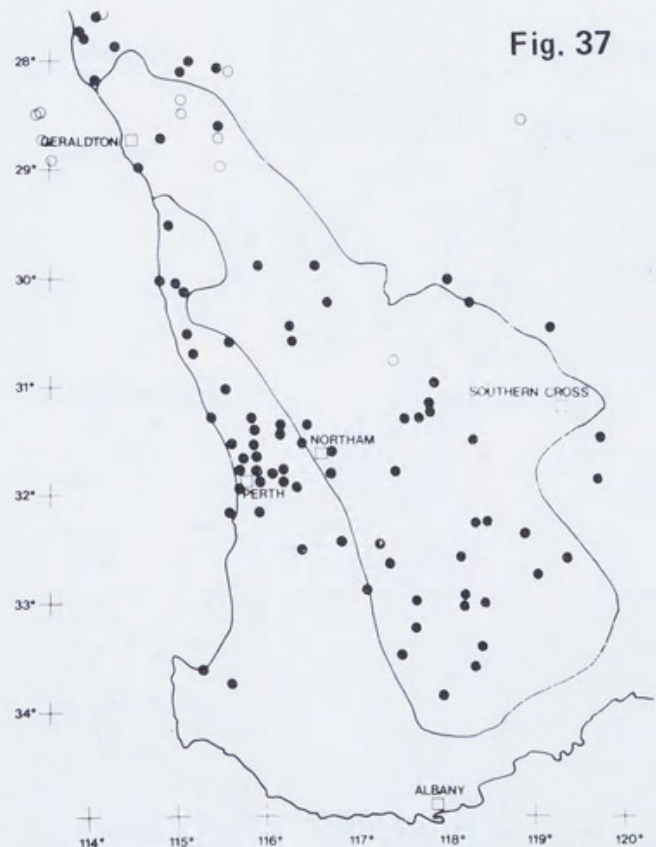 Fig. 37
28°
GERALDTON
29°
30°
31°
SOUTHERN CROSS
NORTHAM
32°
PERTH
33°
34°
ALBANY
114° 115° 116° 117° 118° 119° 120°